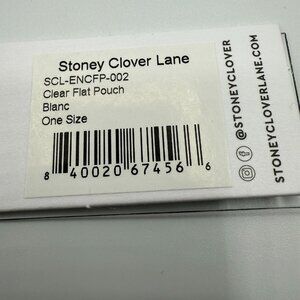 Stoney Clover Lane
SCL-ENCFP-002
Clear Flat Pouch
Blanc
One Size
8 40020 67456 6
@STONEYCLOVER
STONEYCLOVERLANE.COM